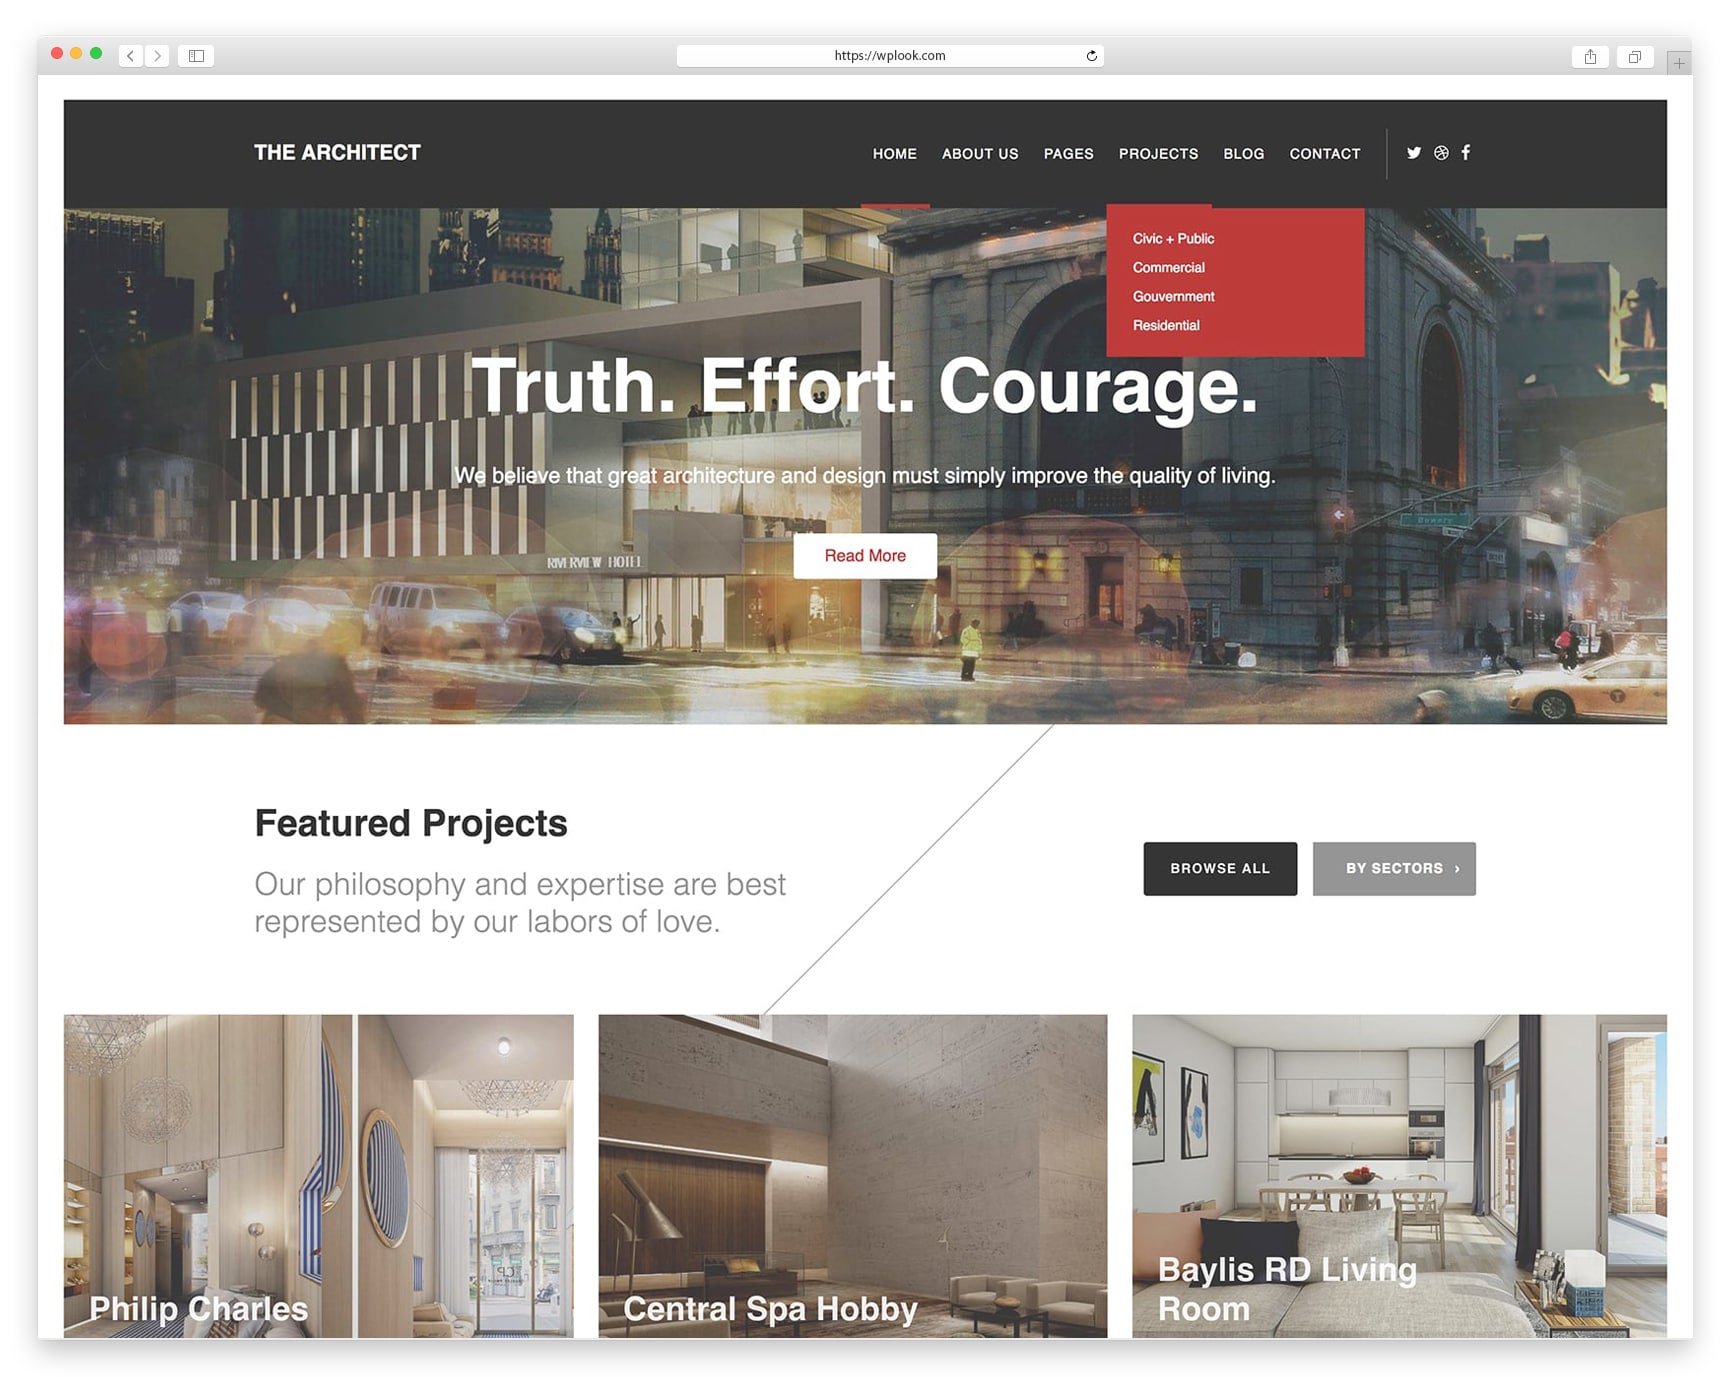 https://wplook.com
THE ARCHITECT
HOME ABOUT US PAGES PROJECTS BLOG CONTACT
Civic + Public
Commercial
Gouvernment
Residential
Truth. Effort. Courage.
We believe that great architecture and design must simply improve the quality of living.
Bowery
Read More
RIVERVIEW HOTEL
Featured Projects
Our philosophy and expertise are best
represented by our labors of love.
BROWSE ALL
BY SECTORS ›
Philip Charles
Central Spa Hobby
Baylis RD Living
Room